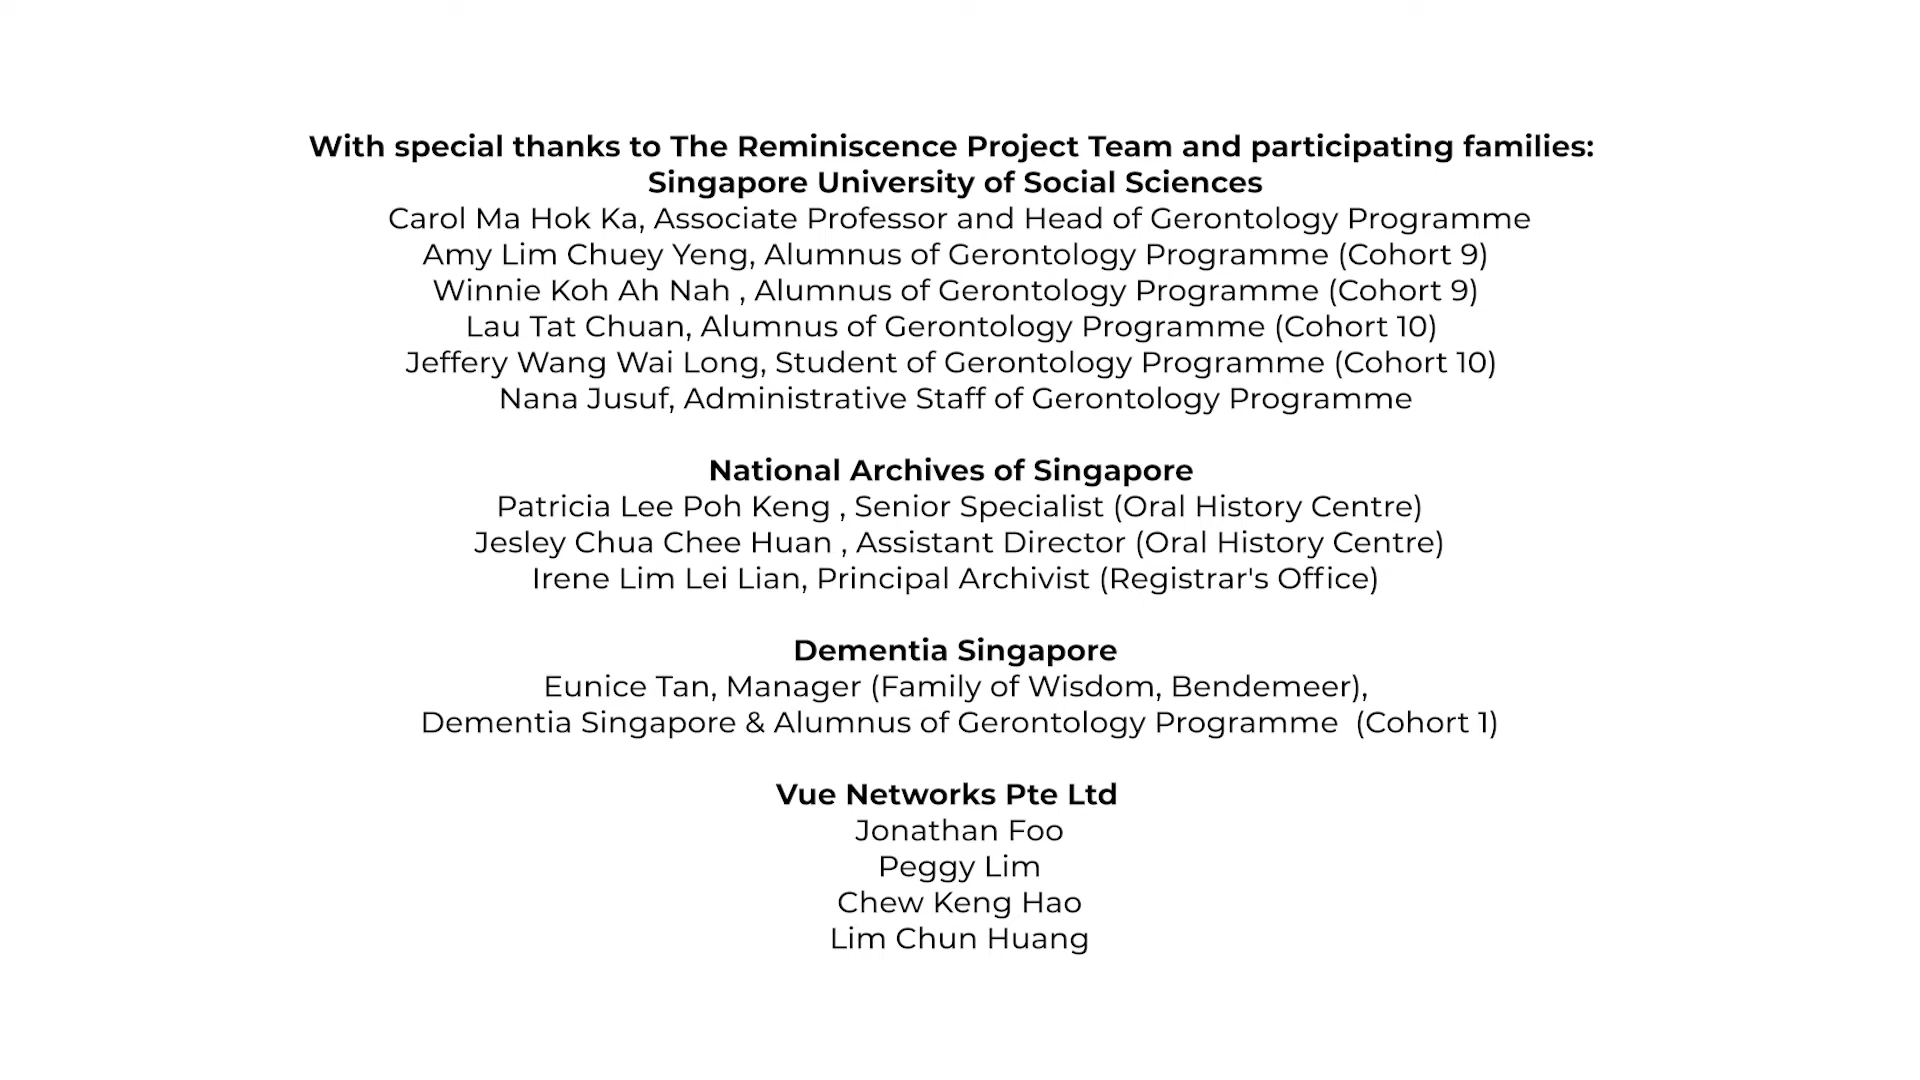 With special thanks to The Reminiscence Project Team and participating families:
Singapore University of Social Sciences
Carol Ma Hok Ka, Associate Professor and Head of Gerontology Programme
Amy Lim Chuey Yeng, Alumnus of Gerontology Programme (Cohort 9)
Winnie Koh Ah Nah , Alumnus of Gerontology Programme (Cohort 9)
Lau Tat Chuan, Alumnus of Gerontology Programme (Cohort 10)
Jeffery Wang Wai Long, Student of Gerontology Programme (Cohort 10)
Nana Jusuf, Administrative Staff of Gerontology Programme
National Archives of Singapore
Patricia Lee Poh Keng , Senior Specialist (Oral History Centre)
Jesley Chua Chee Huan , Assistant Director (Oral History Centre)
Irene Lim Lei Lian, Principal Archivist (Registrar's Office)
Dementia Singapore
Eunice Tan, Manager (Family of Wisdom, Bendemeer),
Dementia Singapore & Alumnus of Gerontology Programme  (Cohort 1)
Vue Networks Pte Ltd
Jonathan Foo
Peggy Lim
Chew Keng Hao
Lim Chun Huang